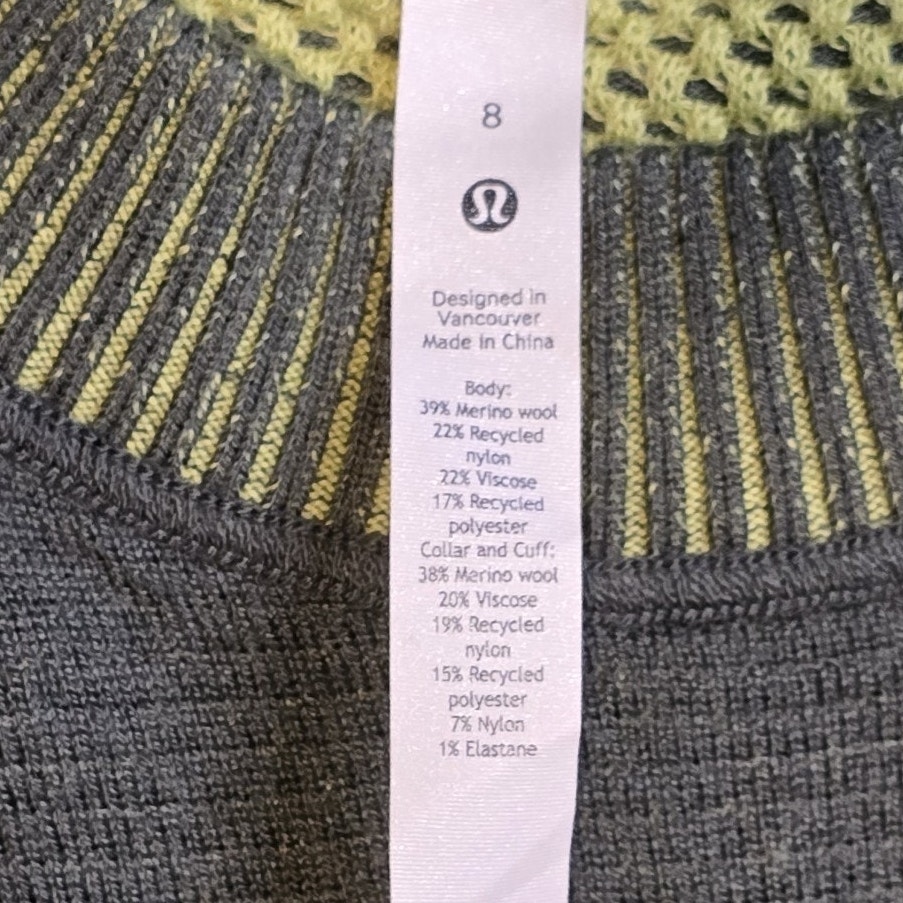 8
Designed in
Vancouver
Made in China
Body:
39% Merino wool
22% Recycled
nylon
22% Viscose
17% Recycled
polyester
Collar and Cuff:
38% Merino wool
20% Viscose
19% Recycled
nylon
15% Recycled
polyester
7% Nylon
1% Elastane